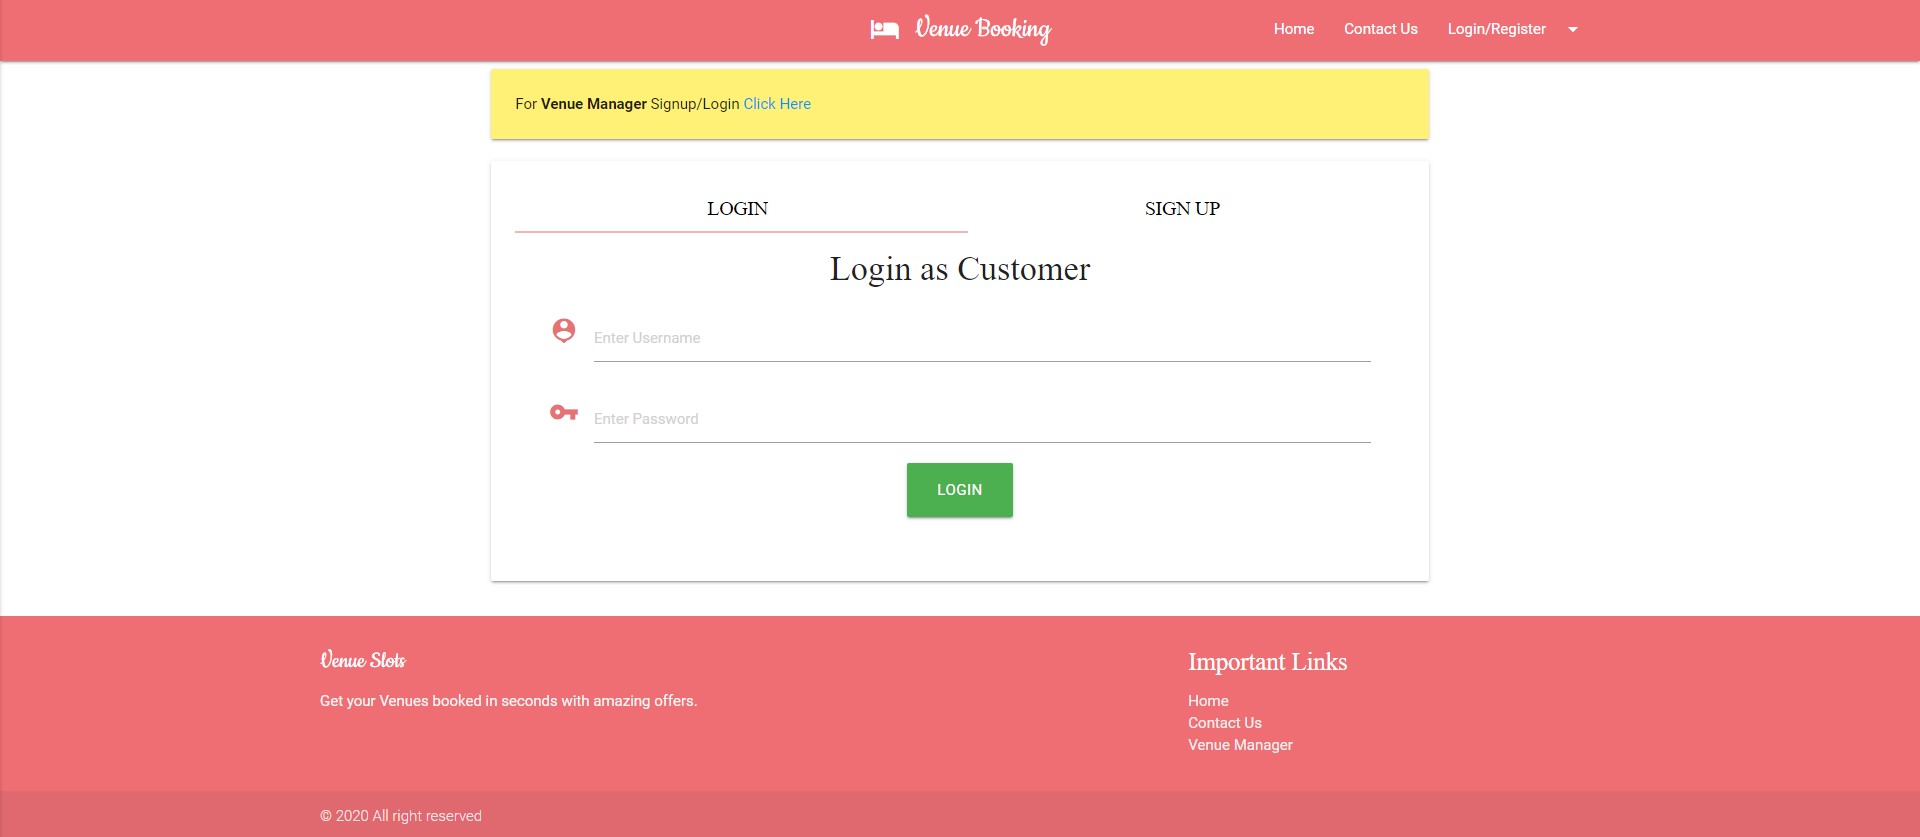 Venue Booking
Home Contact Us Login/Register
For Venue Manager Signup/Login Click Here
LOGIN SIGN UP
Login as Customer
Enter Username
Enter Password
LOGIN
Venue Slots
Get your Venues booked in seconds with amazing offers.
Important Links
Home
Contact Us
Venue Manager
© 2020 All right reserved